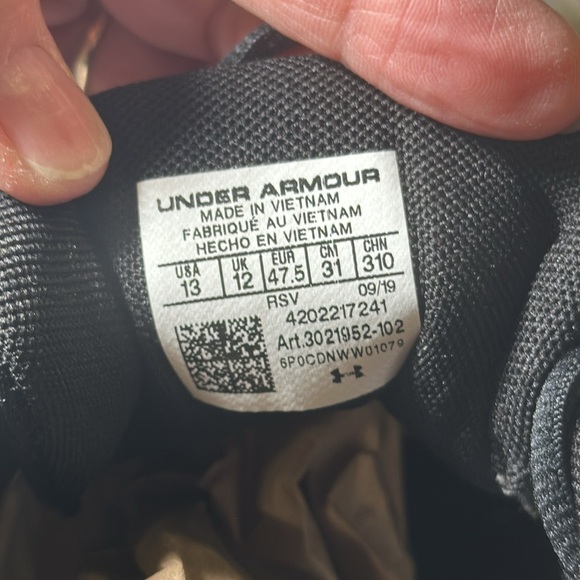 UNDER ARMOUR
MADE IN VIETNAM
FABRIQUÉ AU VIETNAM
HECHO EN VIETNAM
USA UK EUR CM CHN
13 12 47.5 31 310
RSV 09/19
4202217241
Art.3021952-102
6P0CDNWW01079